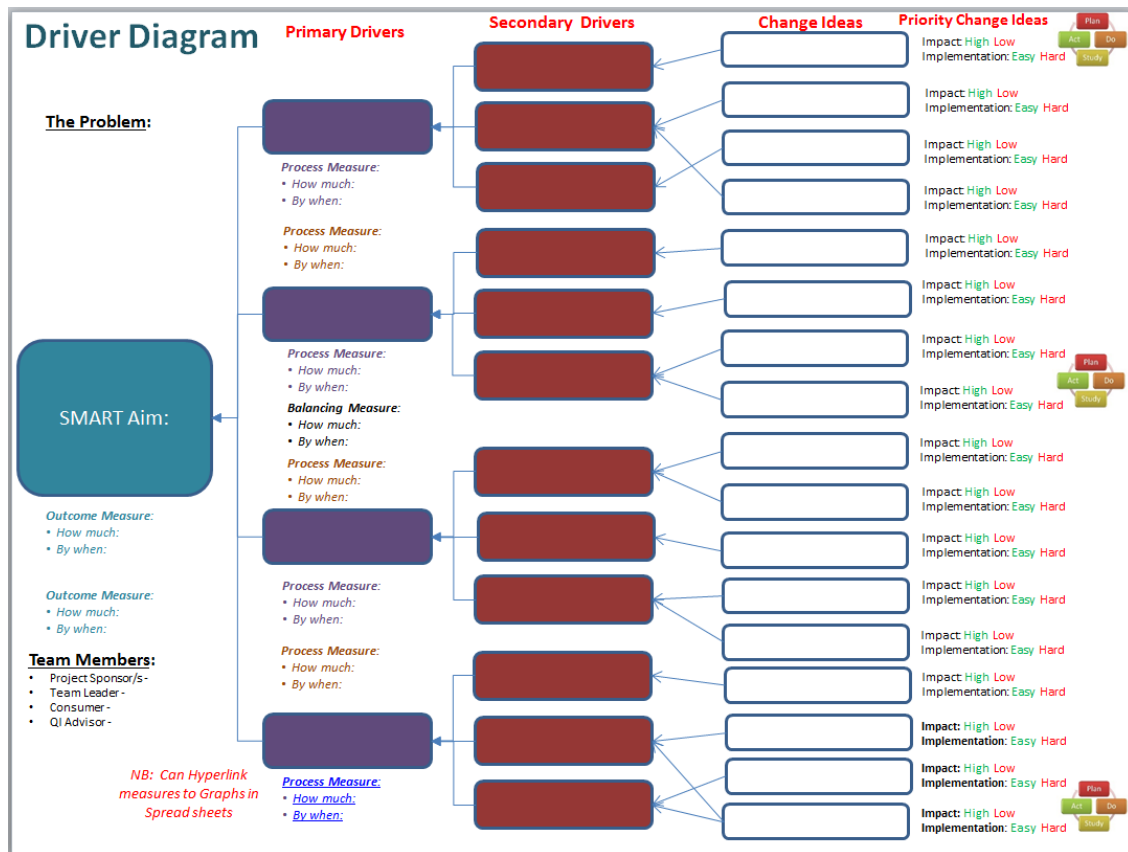 Driver Diagram
Primary Drivers
Secondary Drivers
Change Ideas
Priority Change Ideas
The Problem:
SMART Aim:
Outcome Measure:
• How much:
• By when:
Outcome Measure:
• How much:
• By when:
Team Members:
• Project Sponsor/s -
• Team Leader -
• Consumer -
• QI Advisor -
NB: Can Hyperlink
measures to Graphs in
Spread sheets
Process Measure:
• How much:
• By when:
Process Measure:
• How much:
• By when:
Process Measure:
• How much:
• By when:
Balancing Measure:
• How much:
• By when:
Process Measure:
• How much:
• By when:
Process Measure:
• How much:
• By when:
Process Measure:
• How much:
• By when:
Process Measure:
• How much:
• By when:
Impact: High Low
Implementation: Easy Hard
Impact: High Low
Implementation: Easy Hard
Impact: High Low
Implementation: Easy Hard
Impact: High Low
Implementation: Easy Hard
Impact: High Low
Implementation: Easy Hard
Impact: High Low
Implementation: Easy Hard
Impact: High Low
Implementation: Easy Hard
Impact: High Low
Implementation: Easy Hard
Impact: High Low
Implementation: Easy Hard
Impact: High Low
Implementation: Easy Hard
Impact: High Low
Implementation: Easy Hard
Impact: High Low
Implementation: Easy Hard
Impact: High Low
Implementation: Easy Hard
Impact: High Low
Implementation: Easy Hard
Impact: High Low
Implementation: Easy Hard
Impact: High Low
Implementation: Easy Hard
Impact: High Low
Implementation: Easy Hard
Plan
Act Do
Study
Plan
Act Do
Study
Plan
Act Do
Study